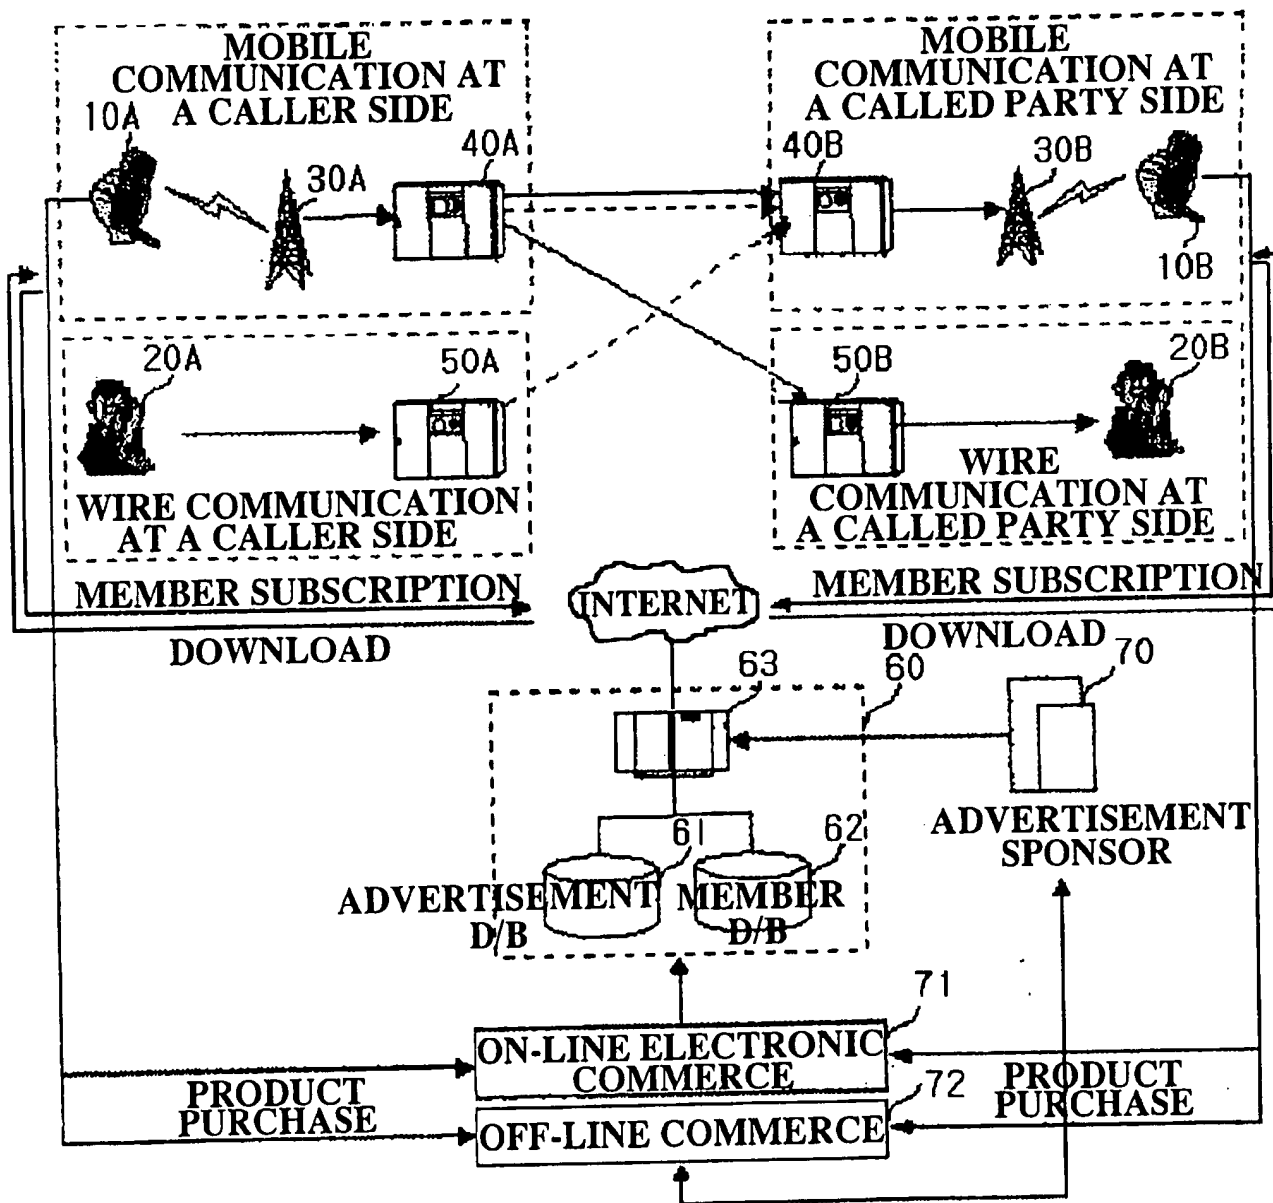 MOBILE
COMMUNICATION AT
A CALLER SIDE
10A
30A
40A
MOBILE
COMMUNICATION AT
A CALLED PARTY SIDE
40B
30B
10B
20A
50A
WIRE COMMUNICATION
AT A CALLER SIDE
50B
20B
WIRE
COMMUNICATION AT
A CALLED PARTY SIDE
MEMBER SUBSCRIPTION
DOWNLOAD
INTERNET
MEMBER SUBSCRIPTION
DOWNLOAD
63
60
70
ADVERTISEMENT
SPONSOR
61
62
ADVERTISEMENT
D/B
MEMBER
D/B
71
ON-LINE ELECTRONIC
COMMERCE
72
OFF-LINE COMMERCE
PRODUCT
PURCHASE
PRODUCT
PURCHASE